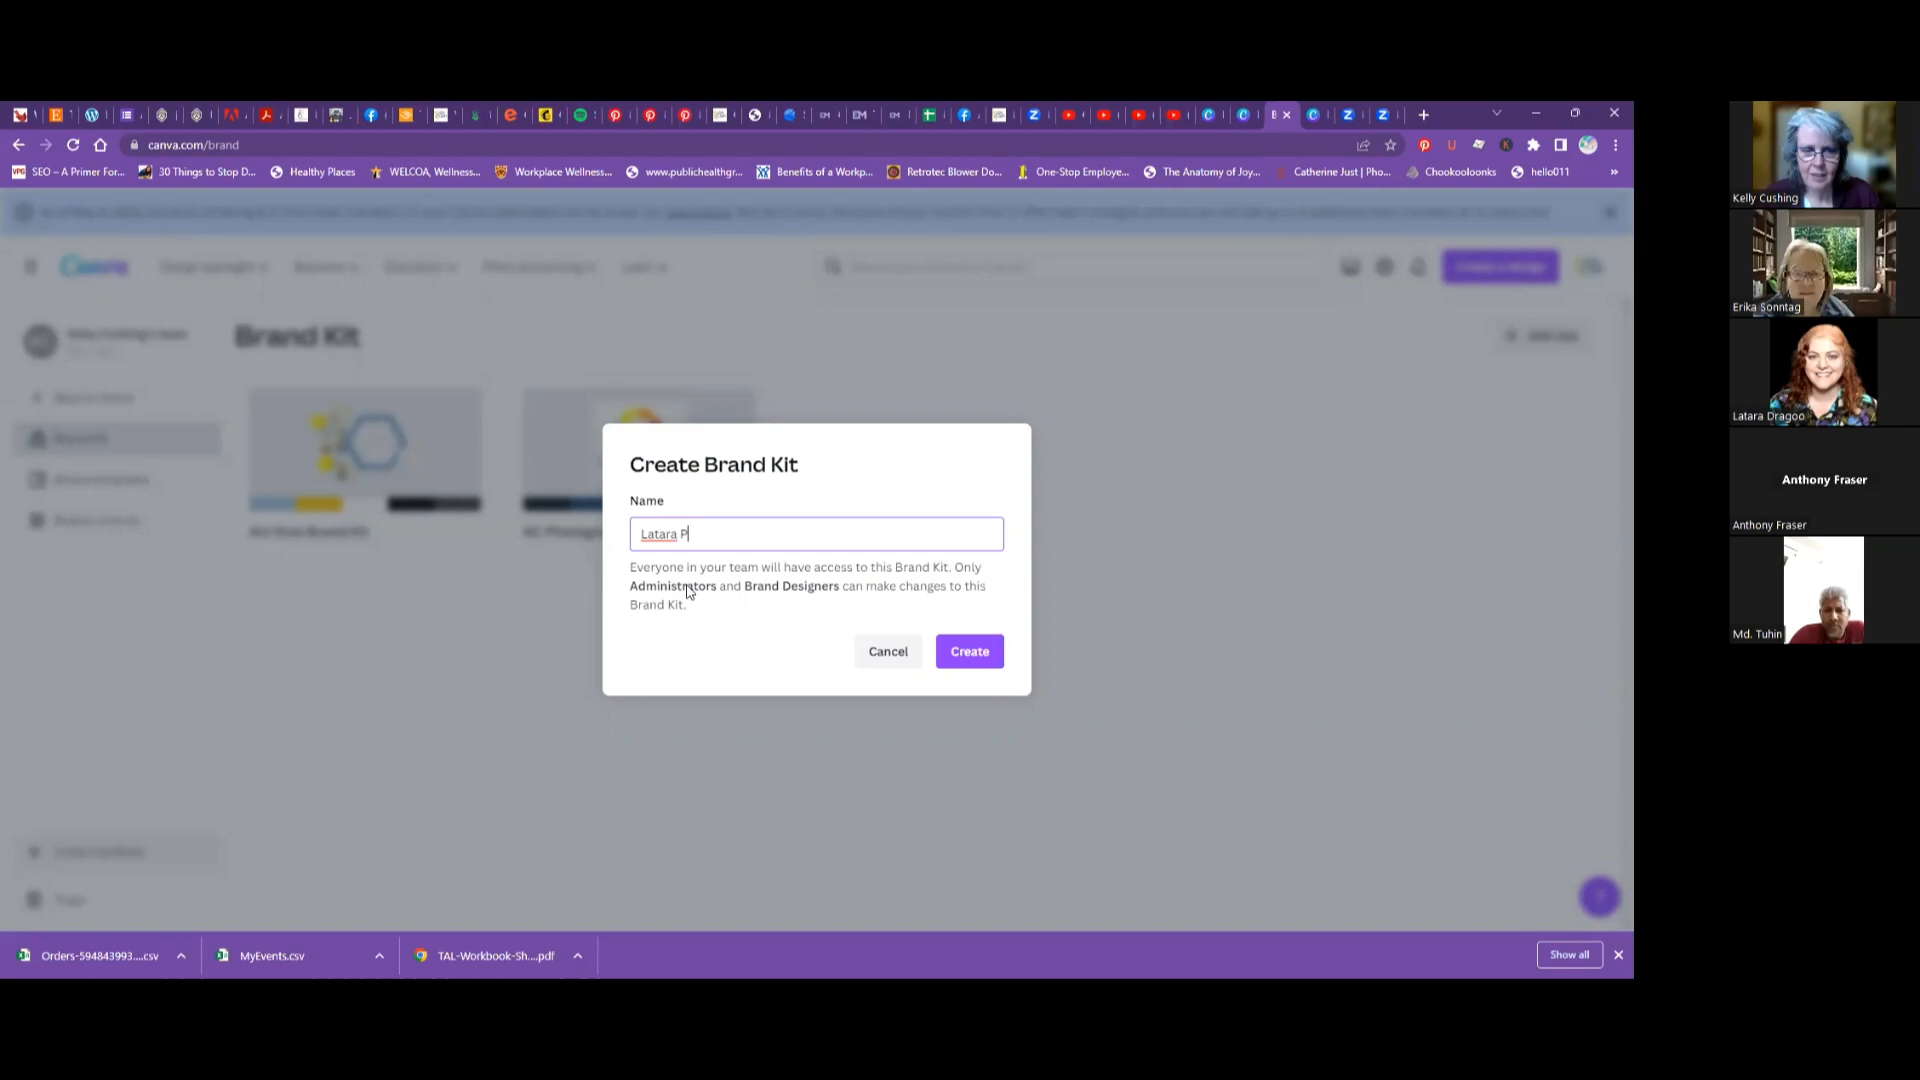 canva.com/brand
SEO – A Primer For...
30 Things to Stop D...
Healthy Places
WELCOA, Wellness...
Workplace Wellness...
www.publichealthgr...
Benefits of a Workp...
Retrotec Blower Do...
One-Stop Employe...
The Anatomy of Joy...
Catherine Just | Pho...
Chookooloonks
hello011
»
Canva
Brand Kit
Create Brand Kit
Name
Latara P
Everyone in your team will have access to this Brand Kit. Only
Administrators and Brand Designers can make changes to this
Brand Kit.
Cancel
Create
Orders-594843993....csv
MyEvents.csv
TAL-Workbook-Sh....pdf
Show all
Kelly Cushing
Erika Sonntag
Latara Dragoo
Anthony Fraser
Anthony Fraser
Md. Tuhin